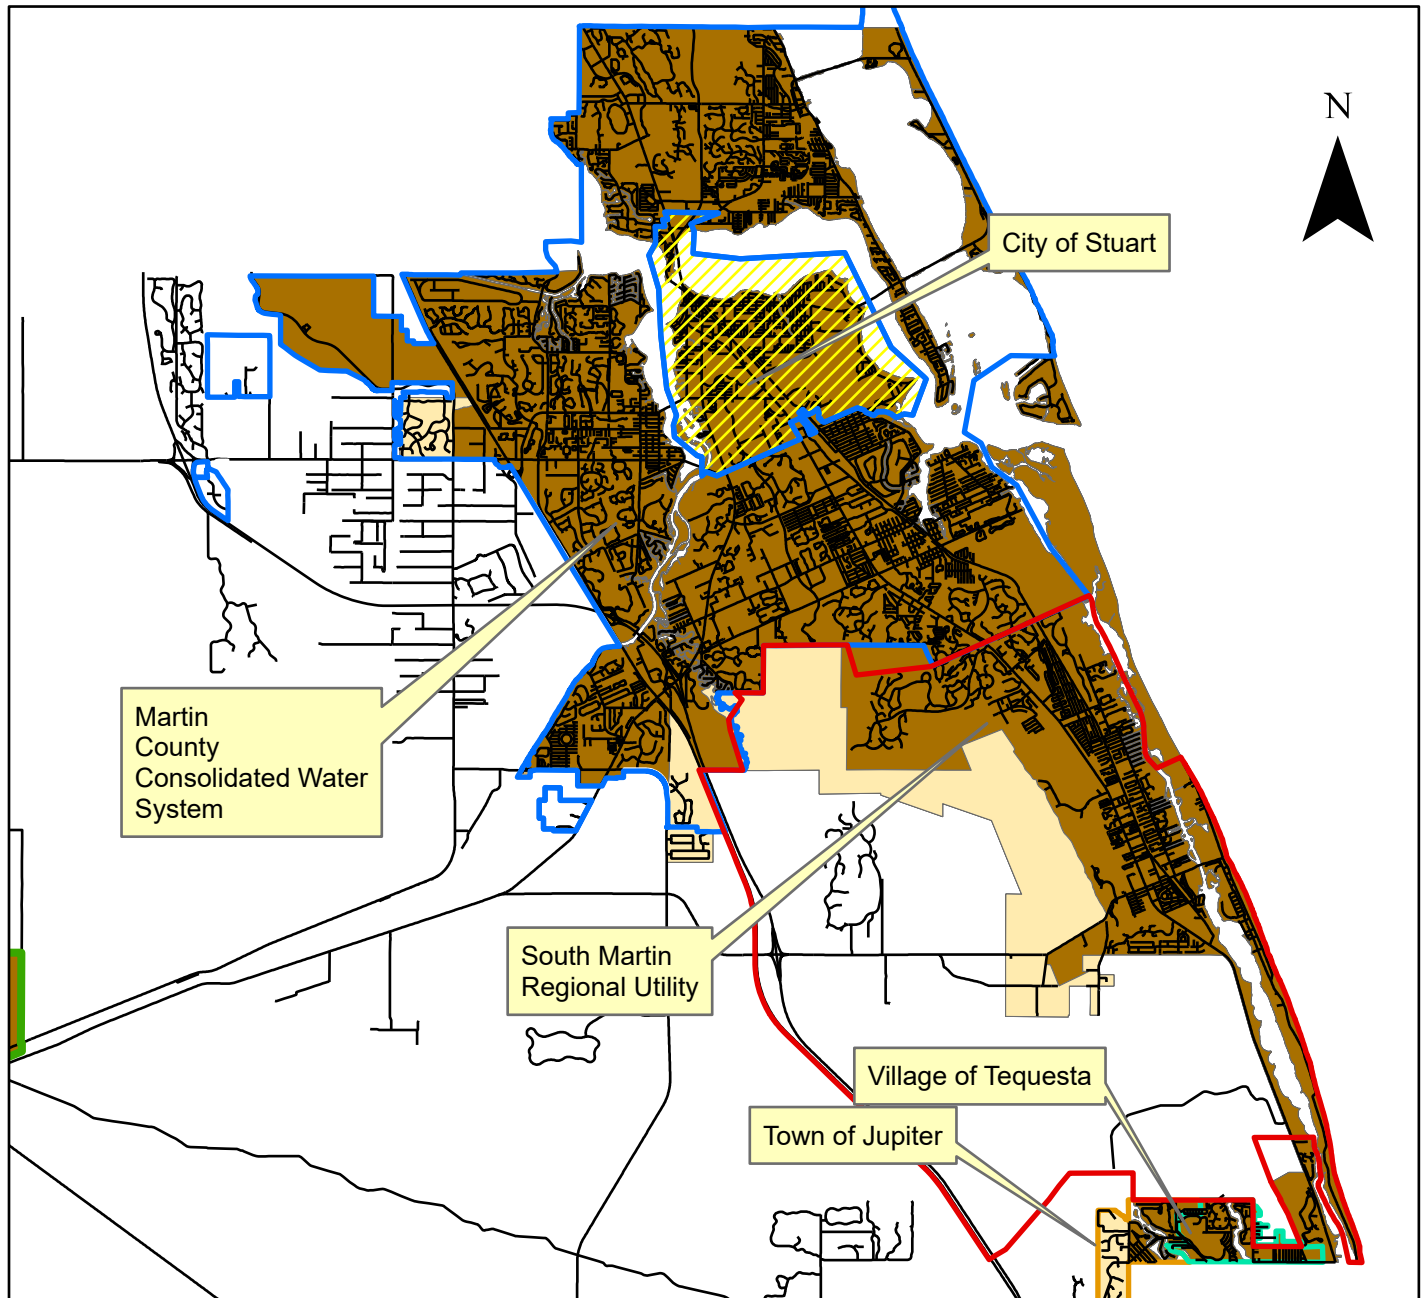 N
City of Stuart
Martin
County
Consolidated Water
System
South Martin
Regional Utility
Village of Tequesta
Town of Jupiter